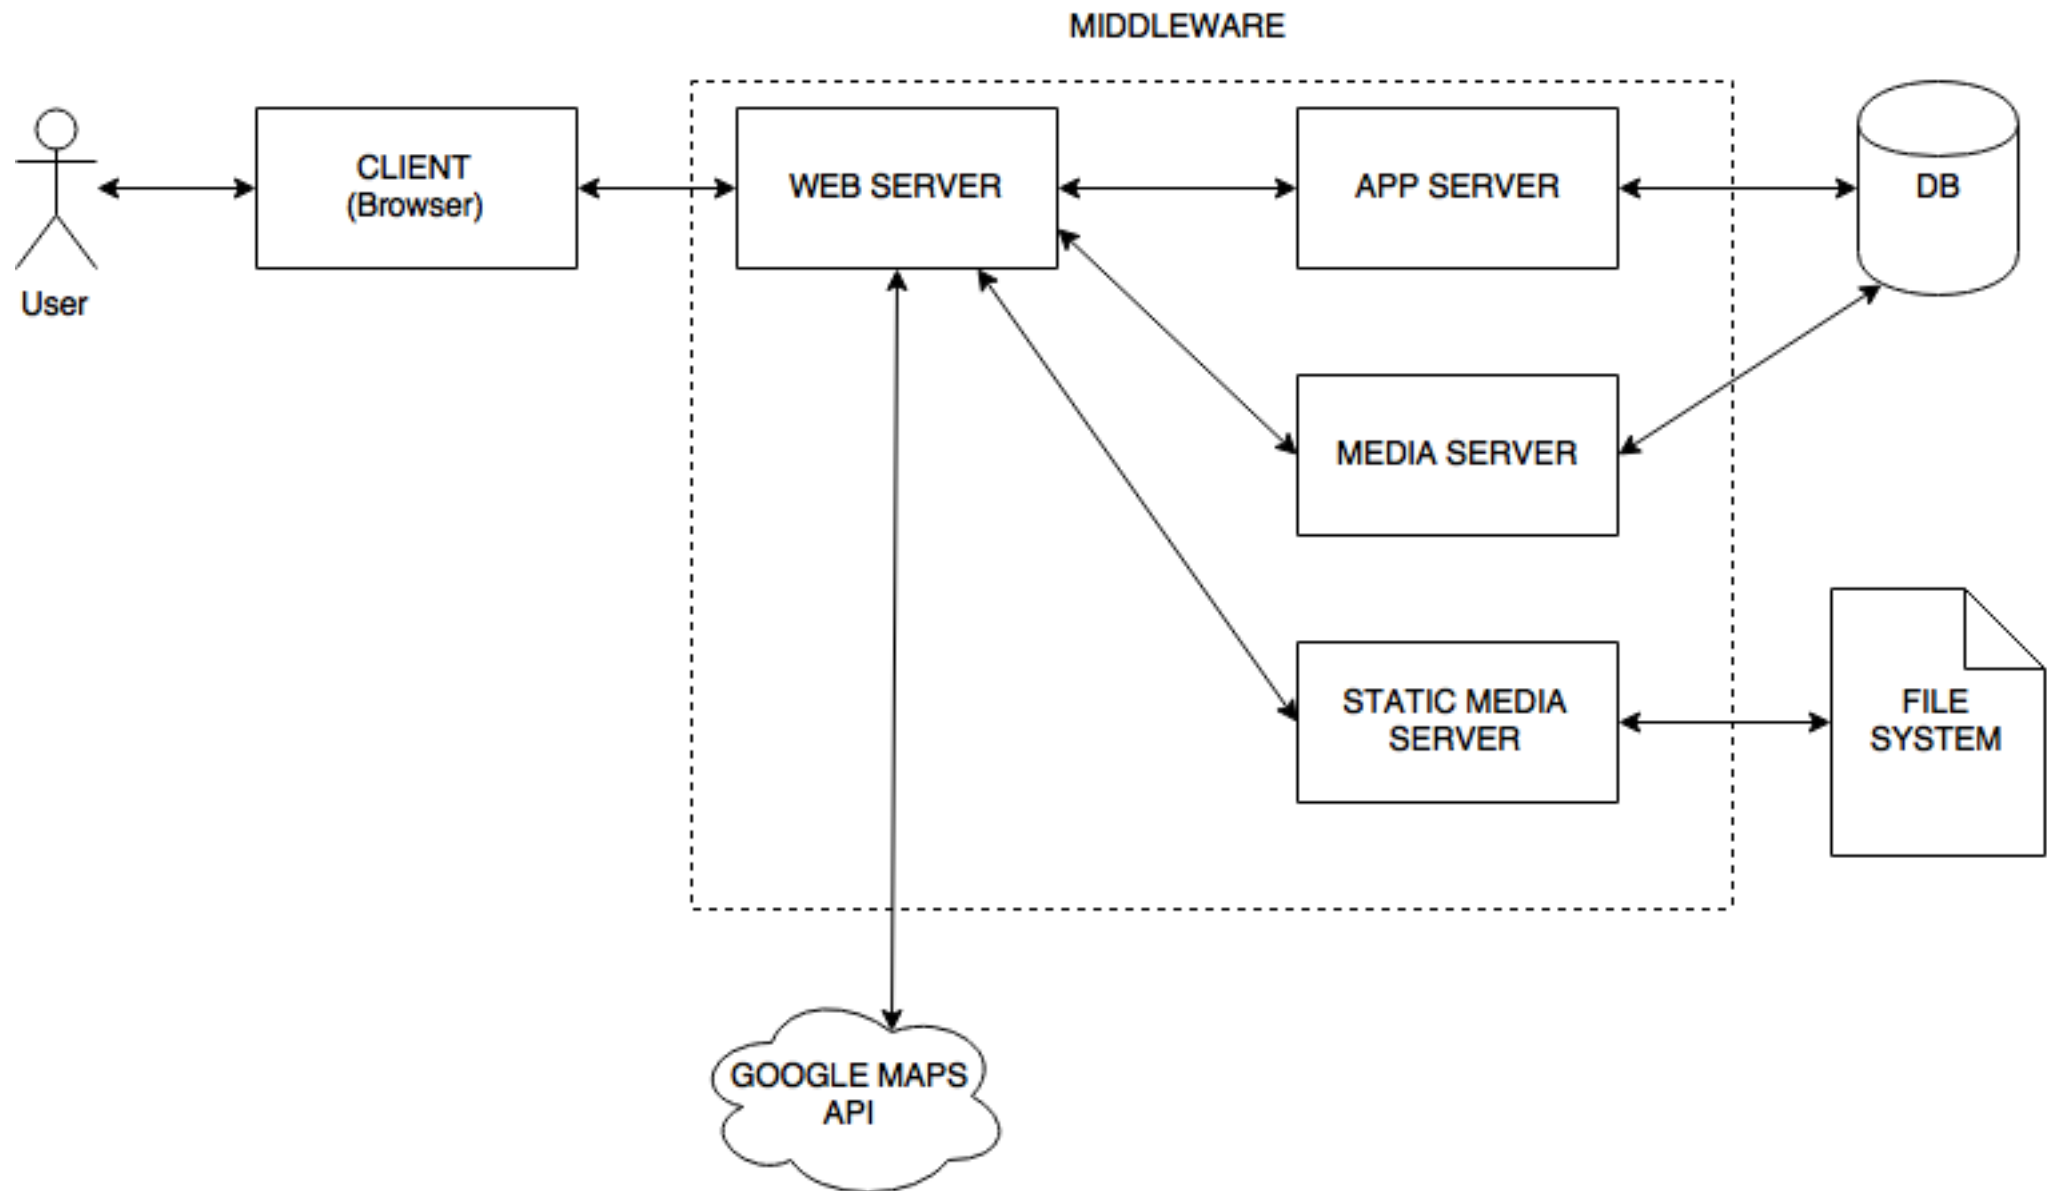 MIDDLEWARE
CLIENT
(Browser)
WEB SERVER
APP SERVER
DB
User
MEDIA SERVER
STATIC MEDIA
SERVER
FILE
SYSTEM
GOOGLE MAPS
API